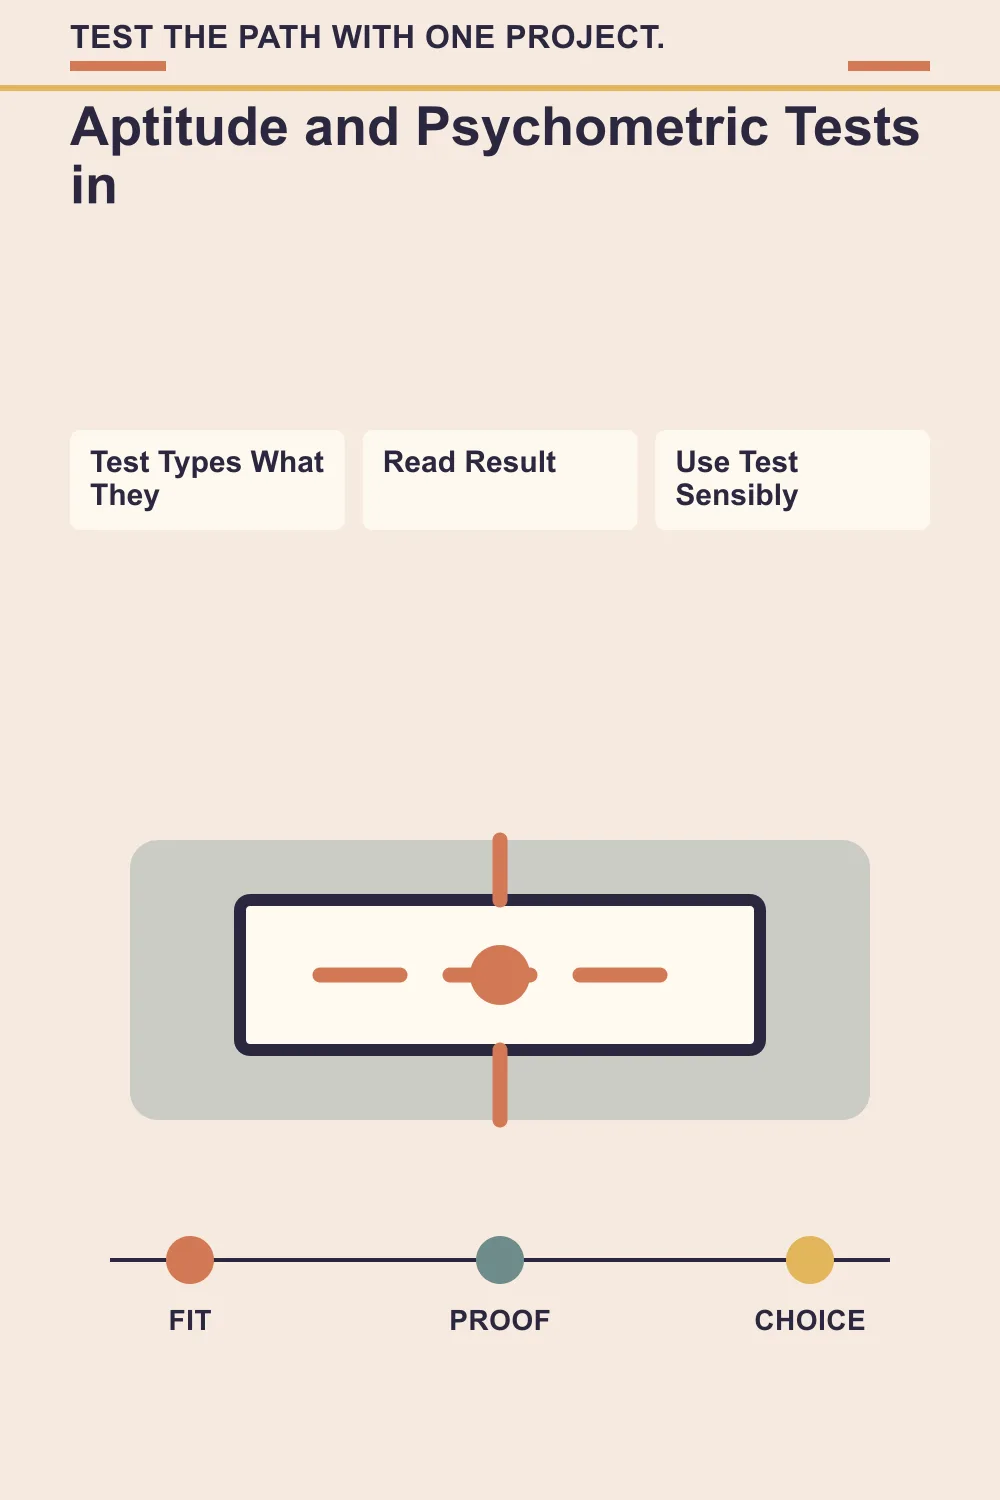 TEST THE PATH WITH ONE PROJECT.
Aptitude and Psychometric Tests
in
Test Types What
They
Read Result
Use Test
Sensibly
FIT
PROOF
CHOICE